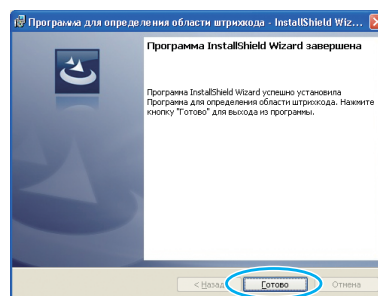 Программа для определения области штрихкода - InstallShield Wiz...
Программа InstallShield Wizard завершена
Программа InstallShield Wizard успешно установила
Программа для определения области штрихкода. Нажмите
кнопку "Готово" для выхода из программы.
< Назад Готово Отмена